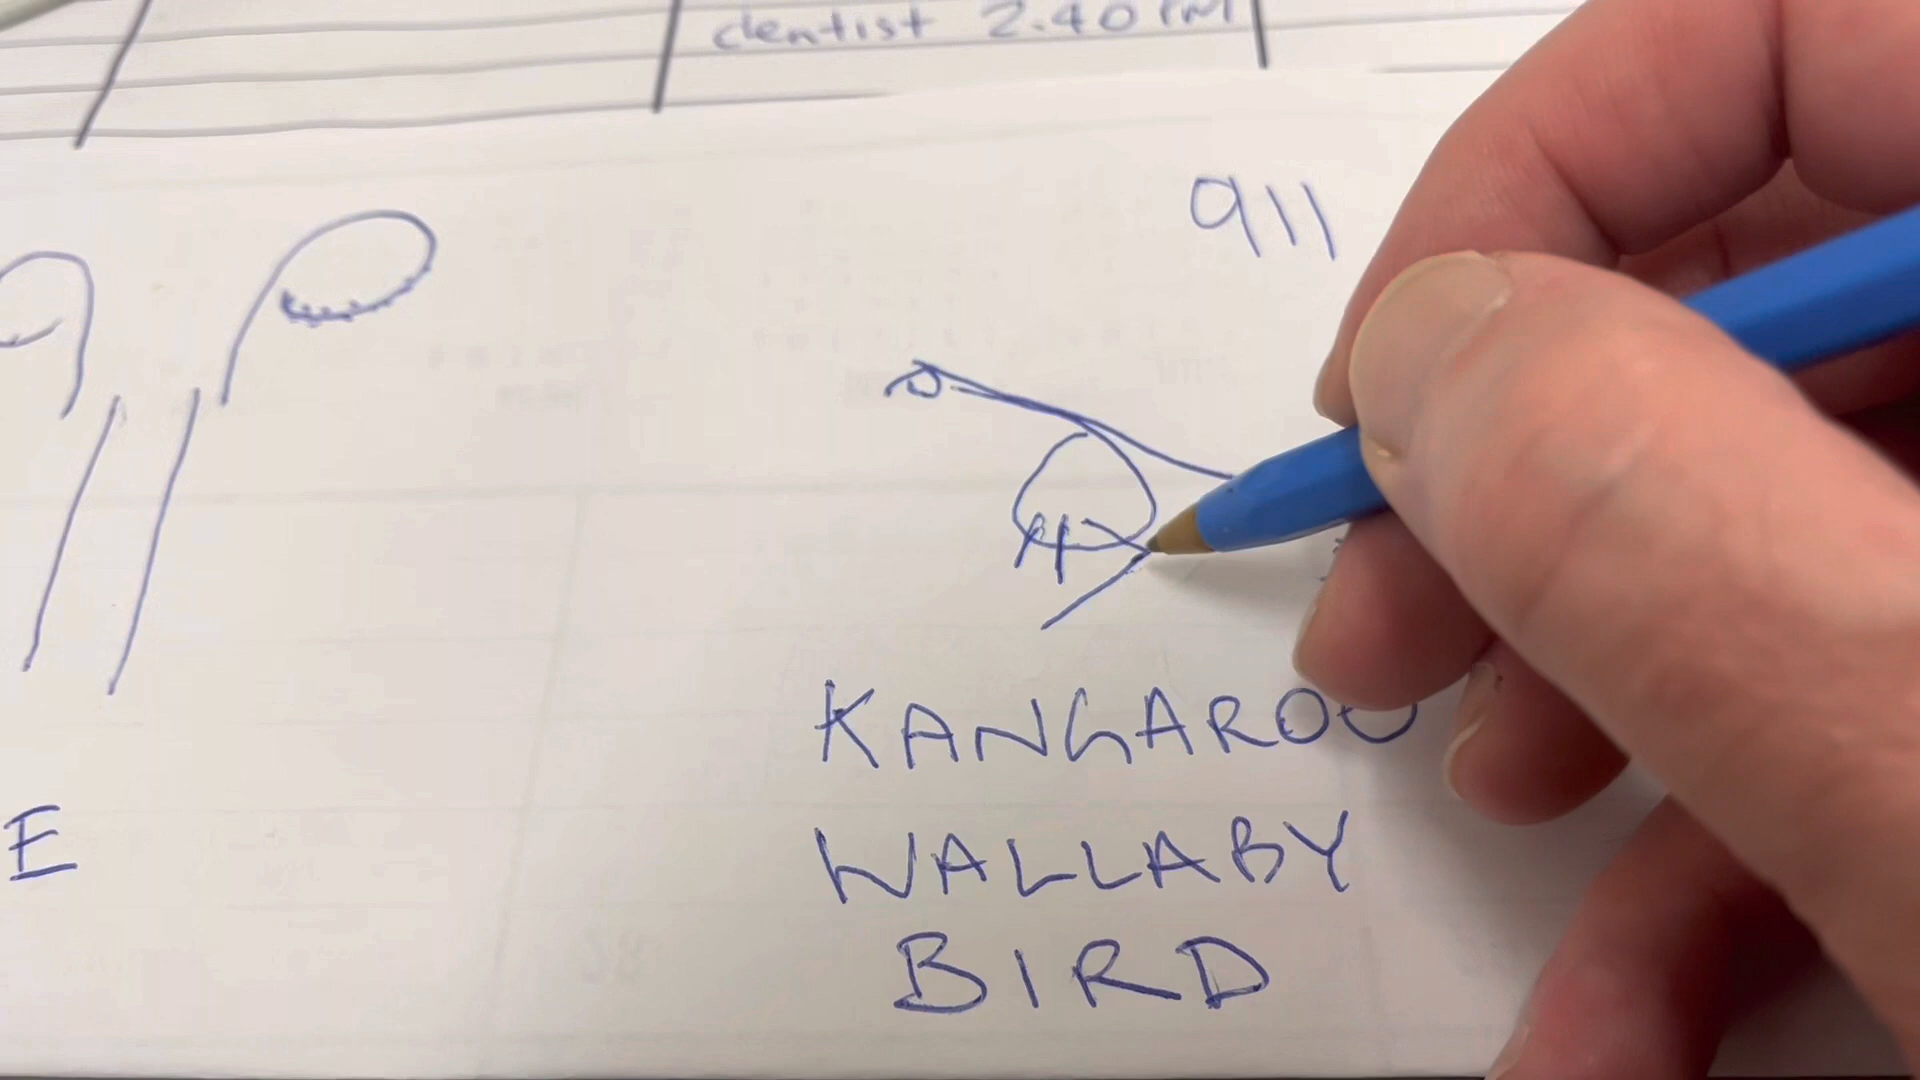 dentist 2.40 PM
911
KANGAROO
WALLABY
BIRD
E